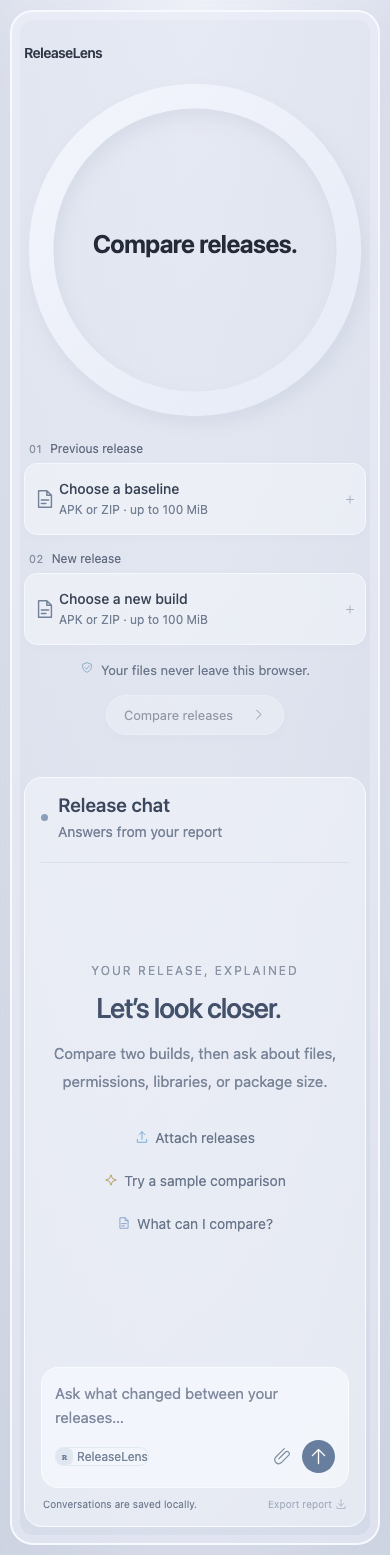 ReleaseLens
Compare releases.
01 Previous release
Choose a baseline
APK or ZIP · up to 100 MiB
+
02 New release
Choose a new build
APK or ZIP · up to 100 MiB
+
Your files never leave this browser.
Compare releases
Release chat
Answers from your report
YOUR RELEASE, EXPLAINED
Let's look closer.
Compare two builds, then ask about files,
permissions, libraries, or package size.
Attach releases
Try a sample comparison
What can I compare?
Ask what changed between your
releases...
R ReleaseLens
Conversations are saved locally. Export report